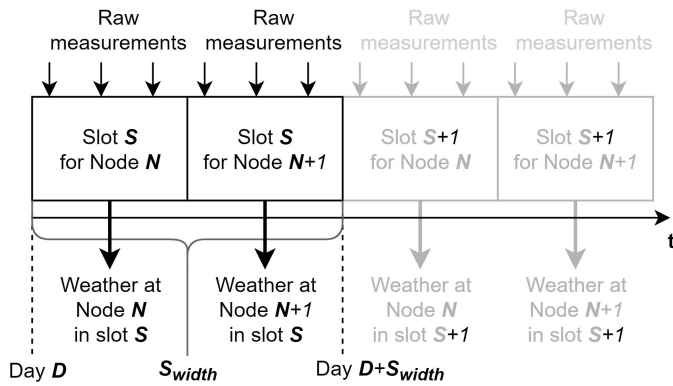 Raw
measurements
Raw
measurements
Raw
measurements
Raw
measurements
Slot S
for Node N
Slot S
for Node N+1
Slot S+1
for Node N
Slot S+1
for Node N+1
t
Weather at
Node N
in slot S
Weather at
Node N+1
in slot S
Weather at
Node N
in slot S+1
Weather at
Node N+1
in slot S+1
Day D
Swidth
Day D+Swidth